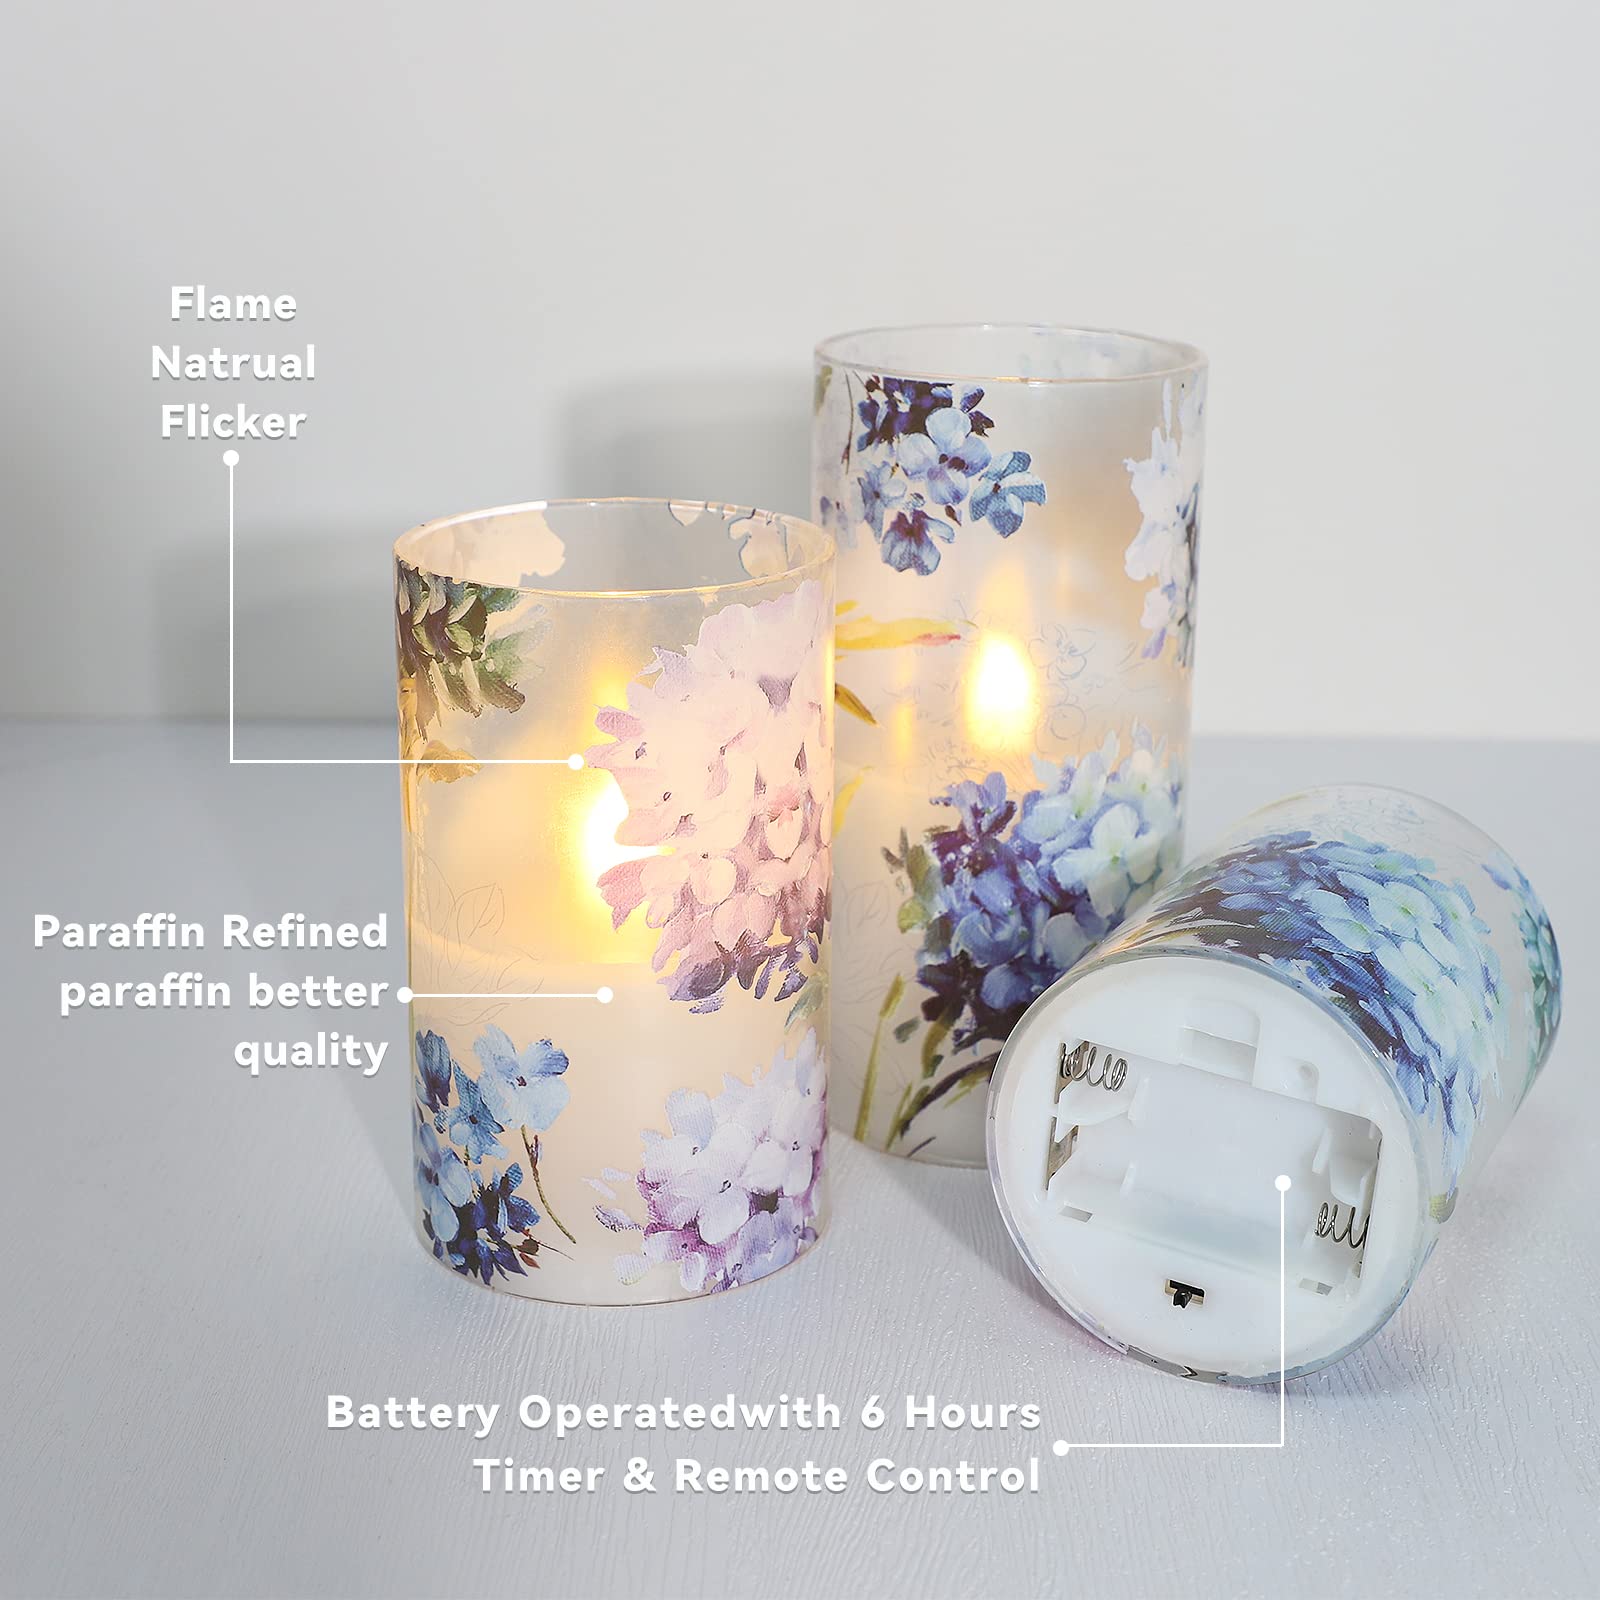 Flame
Natrual
Flicker
Paraffin Refined
paraffin better
quality
Battery Operatedwith 6 Hours
Timer & Remote Control